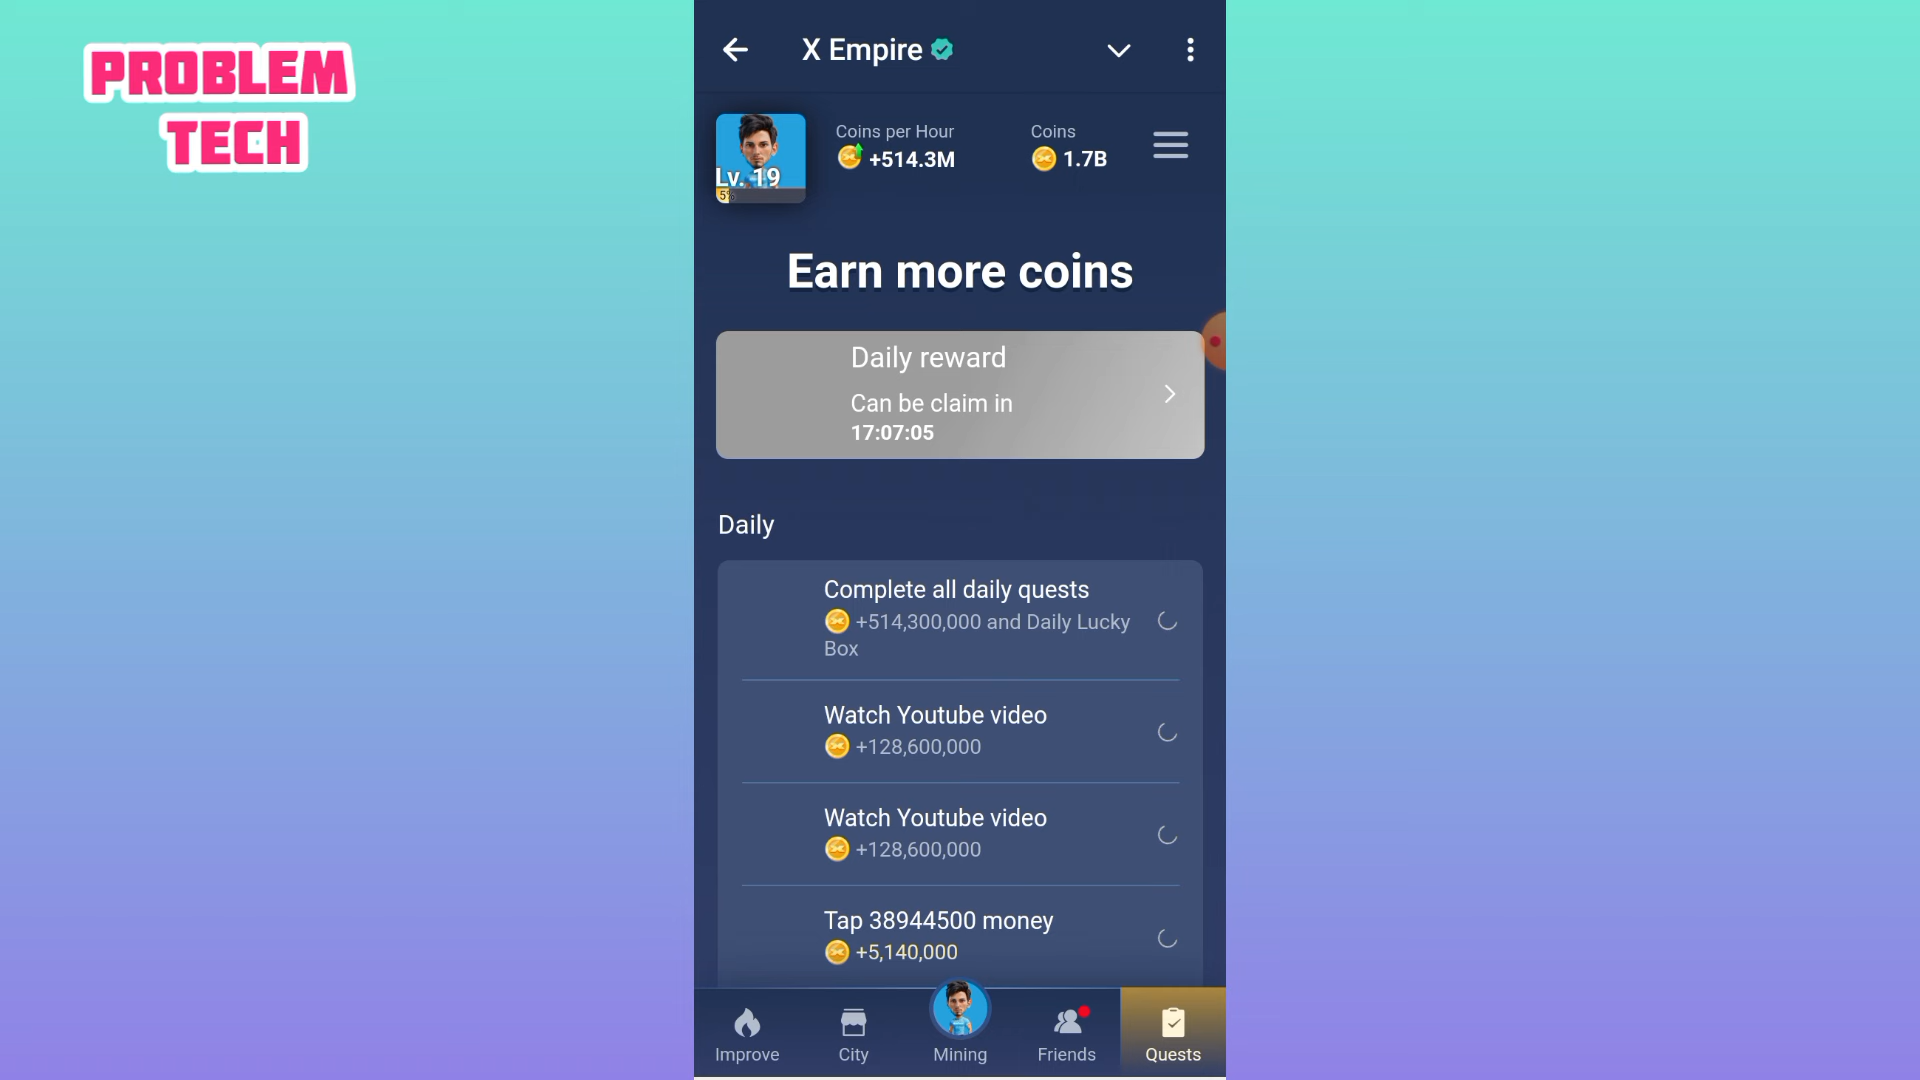 PROBLEM
TECH
X Empire
Coins per Hour
+514.3M
Coins
1.7B
Lv. 19
5%
Earn more coins
Daily reward
Can be claim in
17:07:05
Daily
Complete all daily quests
+514,300,000 and Daily Lucky
Box
Watch Youtube video
+128,600,000
Watch Youtube video
+128,600,000
Tap 38944500 money
+5,140,000
Improve
City
Mining
Friends
Quests